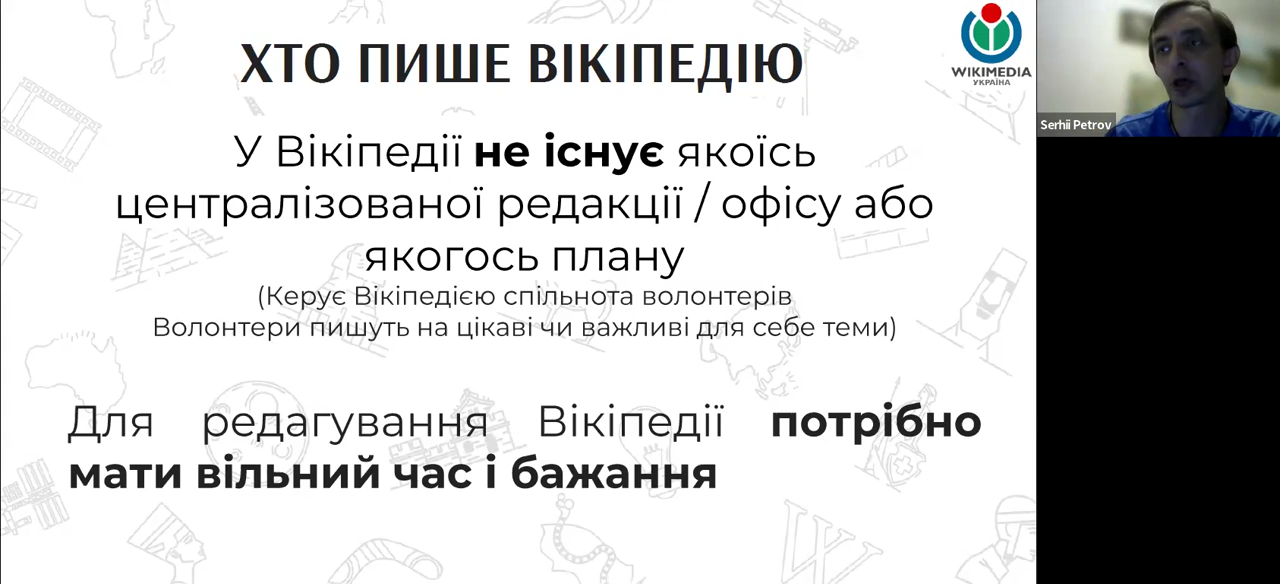 ХТО ПИШЕ ВІКІПЕДІЮ
WIKIMEDIA
УКРАЇНА
Serhii Petrov
У Вікіпедії не існує якоїсь
централізованої редакції / офісу або
якогось плану
(Керує Вікіпедією спільнота волонтерів
Волонтери пишуть на цікаві чи важливі для себе теми)
Для редагування Вікіпедії потрібно
мати вільний час і бажання